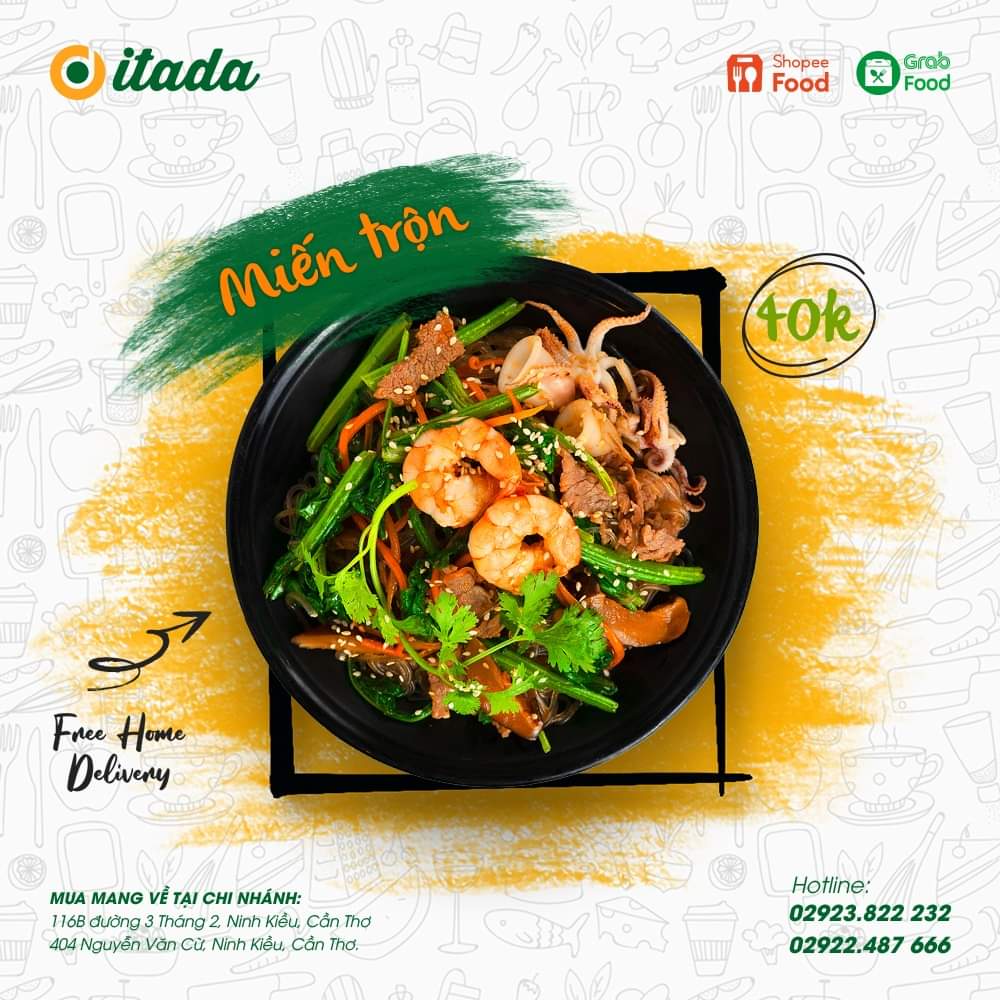 itada
Shopee
Food
Grab
Food
Miến trộn
40k
Free Home
Delivery
MUA MANG VỀ TẠI CHI NHÁNH:
116B đường 3 Tháng 2, Ninh Kiều, Cần Thơ
404 Nguyễn Văn Cừ, Ninh Kiều, Cần Thơ.
Hotline:
02923.822 232
02922.487 666